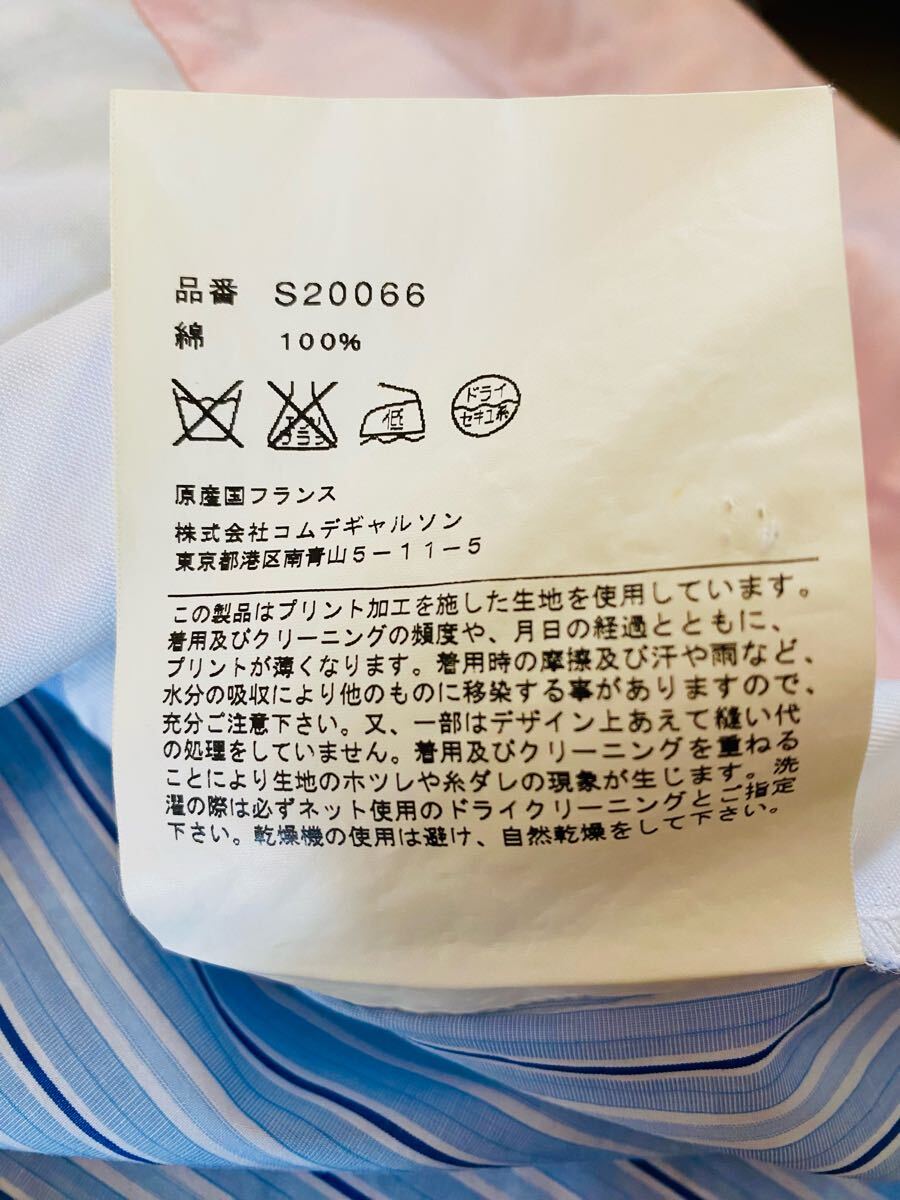 品番 S20066
綿 100%
エンソ
サラシ
低
ドライ
セキユ系
原産国フランス
株式会社コムデギャルソン
東京都港区南青山5-11-5
この製品はプリント加工を施した生地を使用しています。
着用及びクリーニングの頻度や、月日の経過とともに、
プリントが薄くなります。着用時の摩擦及び汗や雨など、
水分の吸収により他のものに移染する事がありますので、
充分ご注意下さい。又、一部はデザイン上あえて縫い代
の処理をしていません。着用及びクリーニングを重ねる
ことにより生地のホツレや糸ダレの現象が生じます。洗
濯の際は必ずネット使用のドライクリーニングとご指定
下さい。乾燥機の使用は避け、自然乾燥をして下さい。